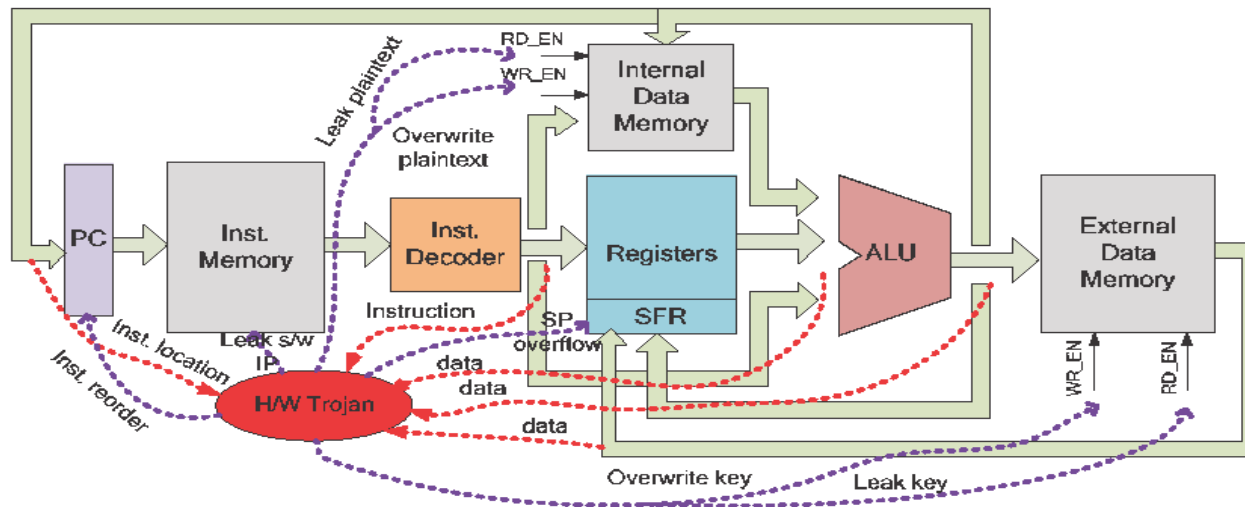 RD_EN
WR_EN
Internal
Data
Memory
Leak plaintext
Overwrite
plaintext
PC
Inst.
Memory
Inst.
Decoder
Registers
SFR
ALU
External
Data
Memory
Instruction
SP
overflow
Leak s/w
IP
Inst. location
Inst. reorder
H/W Trojan
data
data
data
WR_EN
RD_EN
Overwrite key
Leak key